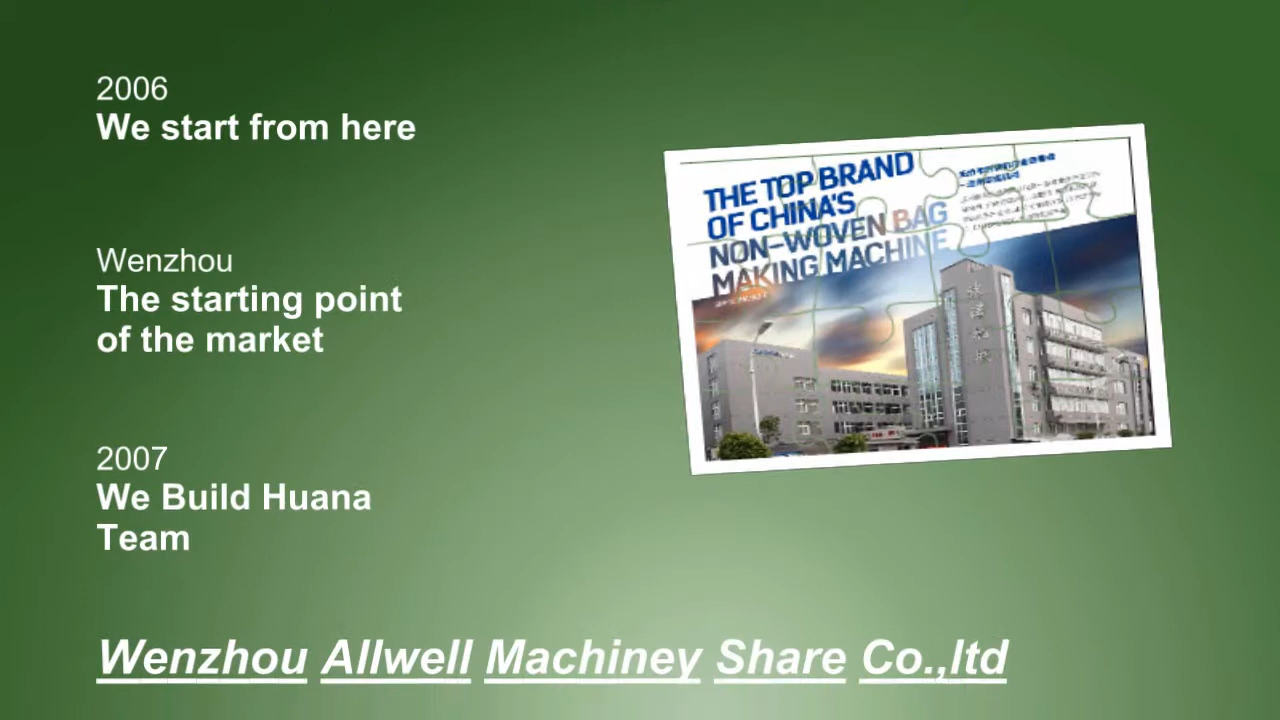 2006
We start from here
Wenzhou
The starting point
of the market
2007
We Build Huana
Team
Wenzhou Allwell Machiney Share Co.,ltd
THE TOP BRAND
OF CHINA'S
NON-WOVEN BAG
MAKING MACHINE